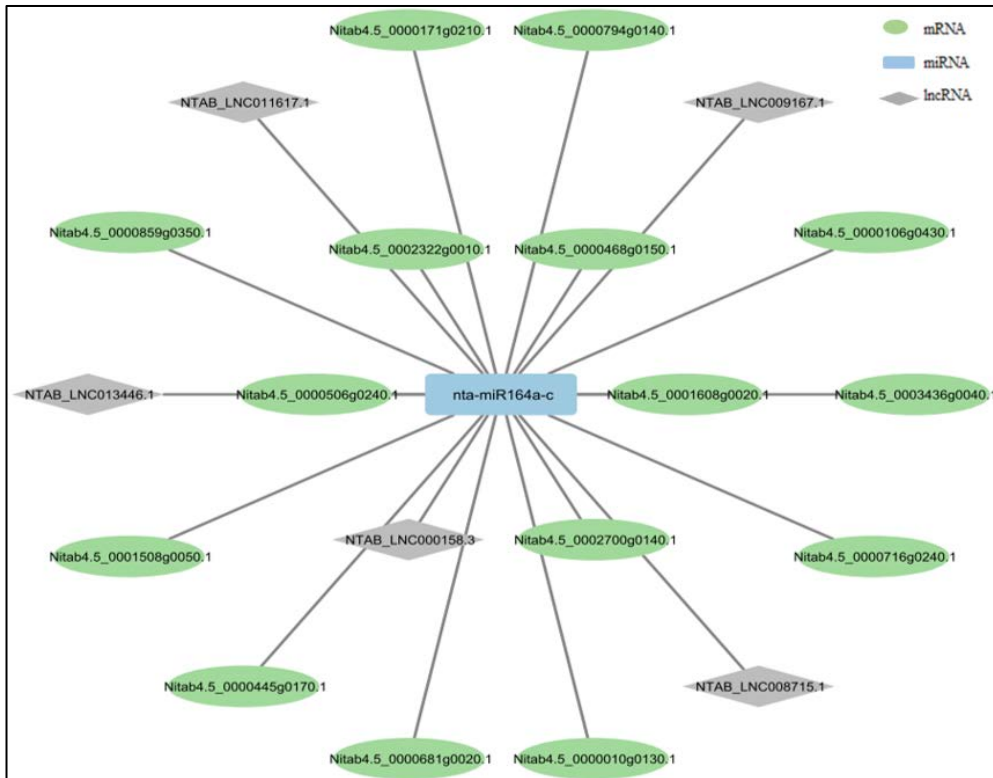 Nitab4.5_0000171g0210.1
Nitab4.5_0000794g0140.1
mRNA
miRNA
lncRNA
NTAB_LNC011617.1
NTAB_LNC009167.1
Nitab4.5_0000859g0350.1
Nitab4.5_0002322g0010.1
Nitab4.5_0000468g0150.1
Nitab4.5_0000106g0430.1
NTAB_LNC013446.1
Nitab4.5_0000506g0240.1
nta-miR164a-c
Nitab4.5_0001608g0020.1
Nitab4.5_0003436g0040.1
Nitab4.5_0001508g0050.1
NTAB_LNC000158.3
Nitab4.5_0002700g0140.1
Nitab4.5_0000716g0240.1
Nitab4.5_0000445g0170.1
NTAB_LNC008715.1
Nitab4.5_0000681g0020.1
Nitab4.5_0000010g0130.1